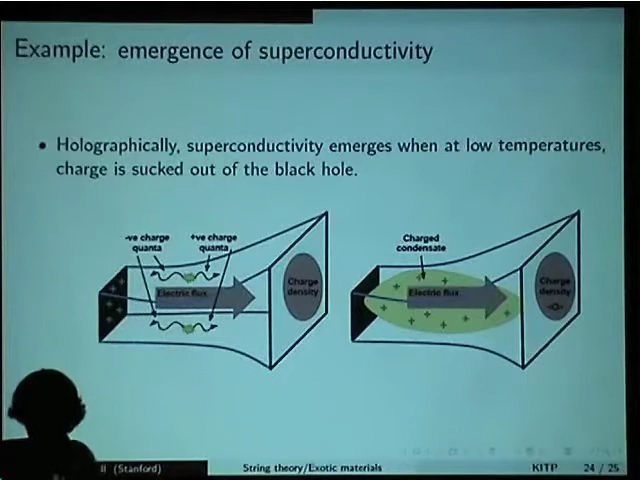 Example: emergence of superconductivity
• Holographically, superconductivity emerges when at low temperatures,
charge is sucked out of the black hole.
-ve charge
quanta
+ve charge
quanta
Electric flux
Charge
density
Charged
condensate
Electric flux
Charge
density
(Stanford)
String theory/Exotic materials
KITP
24 / 25